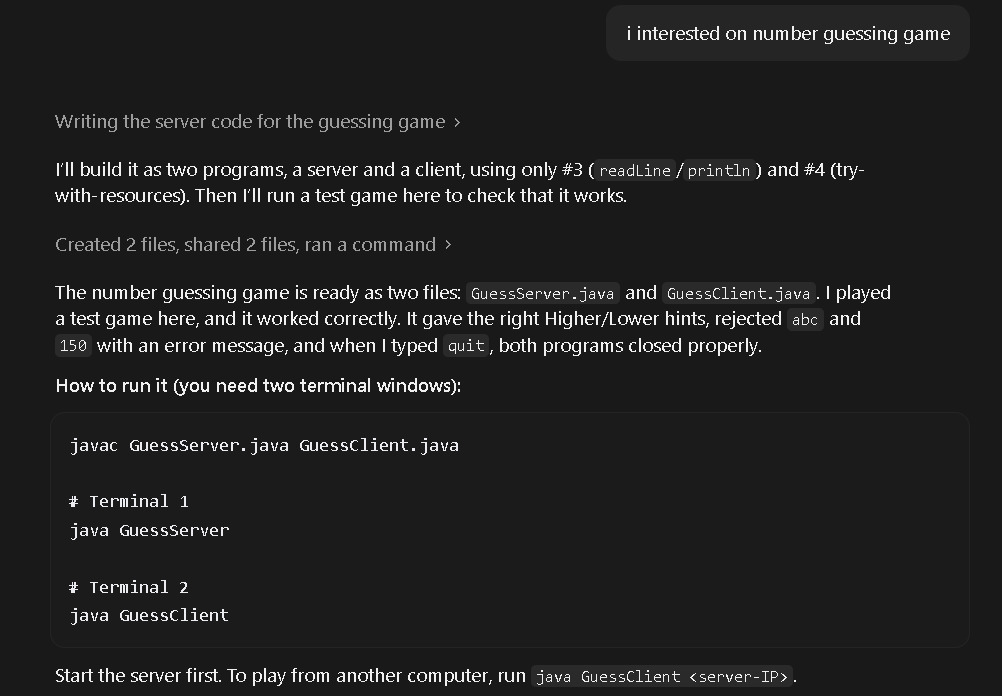 i interested on number guessing game
Writing the server code for the guessing game >
I'll build it as two programs, a server and a client, using only #3 (readLine/println) and #4 (try-
with-resources). Then I'll run a test game here to check that it works.
Created 2 files, shared 2 files, ran a command >
The number guessing game is ready as two files: GuessServer.java and GuessClient.java. I played
a test game here, and it worked correctly. It gave the right Higher/Lower hints, rejected abc and
150 with an error message, and when I typed quit, both programs closed properly.
How to run it (you need two terminal windows):
javac GuessServer.java GuessClient.java
# Terminal 1
java GuessServer
# Terminal 2
java GuessClient
Start the server first. To play from another computer, run java GuessClient <server-IP>.